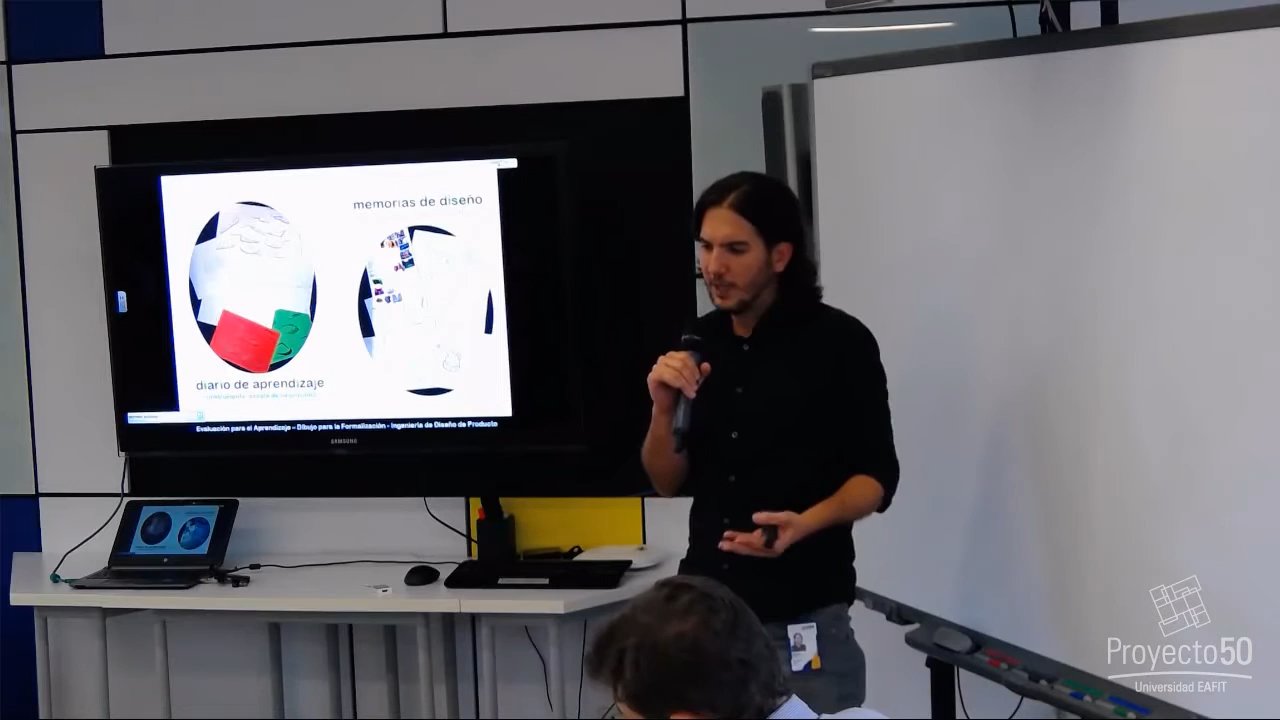 memorias de diseño
diario de aprendizaje
Evaluación para el Aprendizaje – Dibujo para la Formalización - Ingeniería de Diseño de Producto
SAMSUNG
Proyecto50
Universidad EAFIT